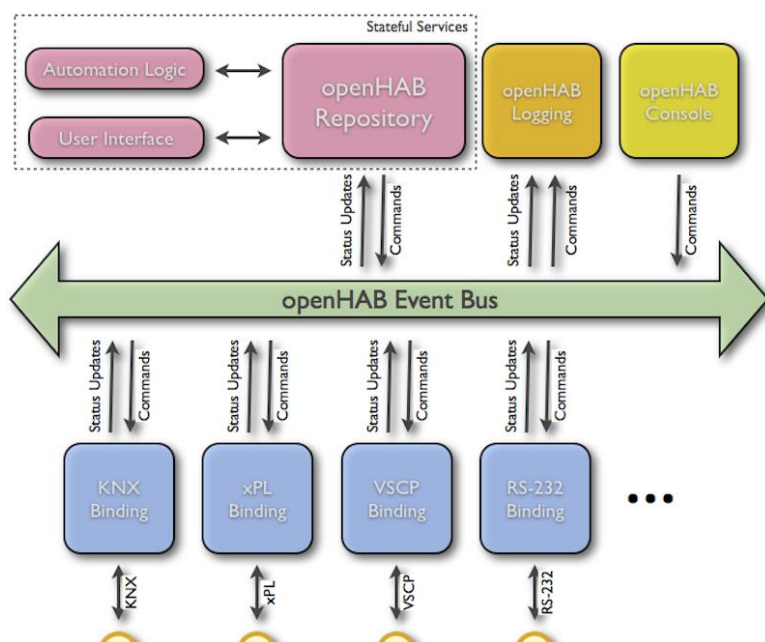 Stateful Services
Automation Logic
User Interface
openHAB
Repository
openHAB
Logging
openHAB
Console
Status Updates
Commands
Status Updates
Commands
Commands
openHAB Event Bus
Status Updates
Commands
Status Updates
Commands
Status Updates
Commands
Status Updates
Commands
KNX
Binding
xPL
Binding
VSCP
Binding
RS-232
Binding
...
KNX
xPL
VSCP
RS-232